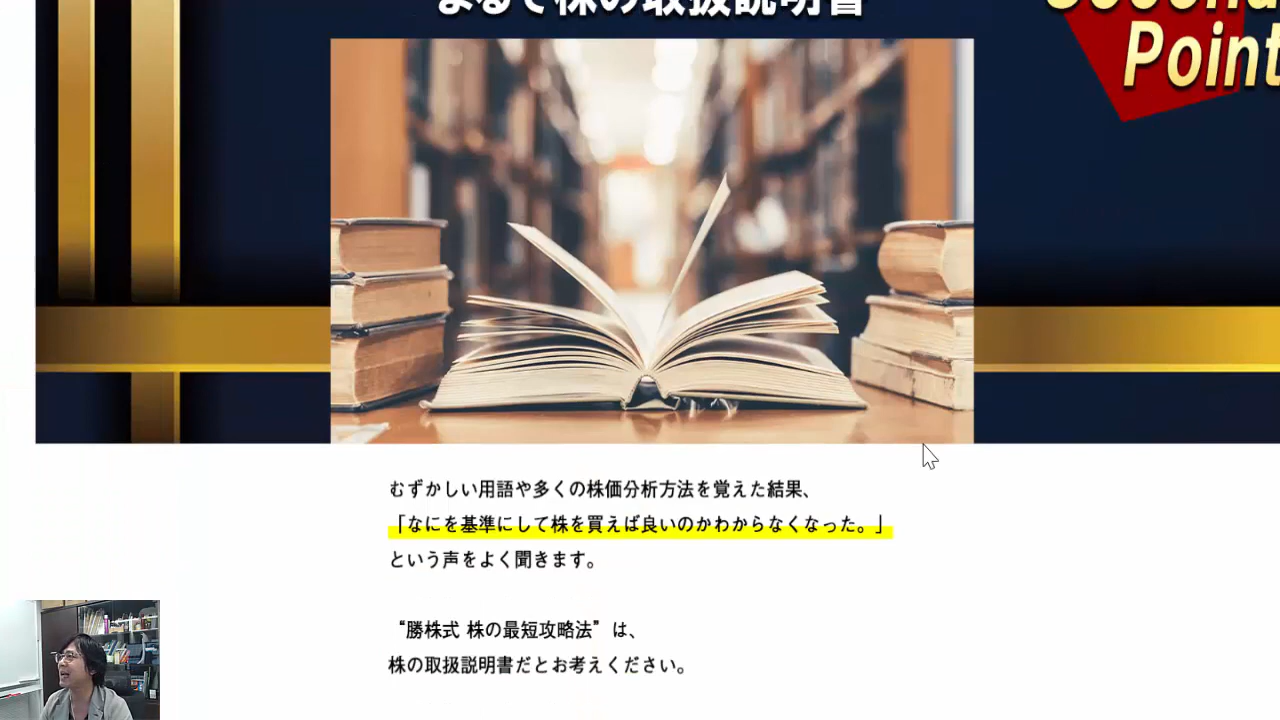 まるで株の取扱説明書
Second
Point
むずかしい用語や多くの株価分析方法を覚えた結果、
「なにを基準にして株を買えば良いのかわからなくなった。」
という声をよく聞きます。
“勝株式 株の最短攻略法”は、
株の取扱説明書だとお考えください。